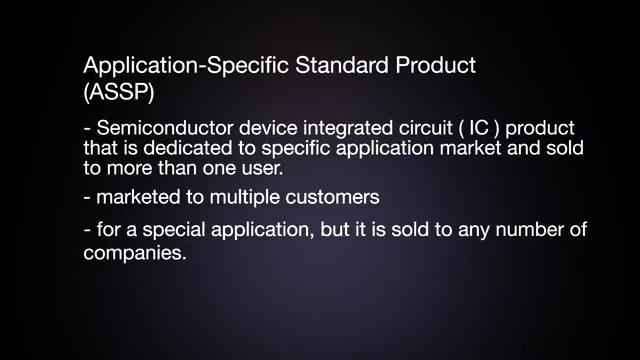 Application-Specific Standard Product
(ASSP)
- Semiconductor device integrated circuit ( IC ) product
that is dedicated to specific application market and sold
to more than one user.
- marketed to multiple customers
- for a special application, but it is sold to any number of
companies.